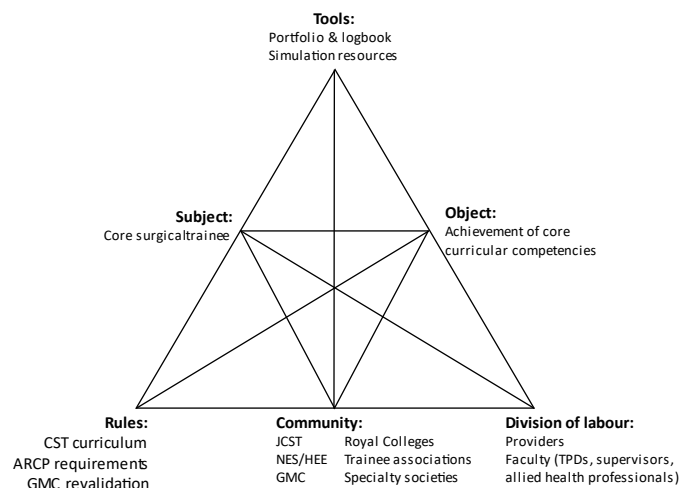 Tools:
Portfolio & logbook
Simulation resources
Subject:
Core surgicaltrainee
Object:
Achievement of core
curricular competencies
Rules:
CST curriculum
ARCP requirements
GMC revalidation
Community:
JCST Royal Colleges
NES/HEE Trainee associations
GMC Specialty societies
Division of labour:
Providers
Faculty (TPDs, supervisors,
allied health professionals)